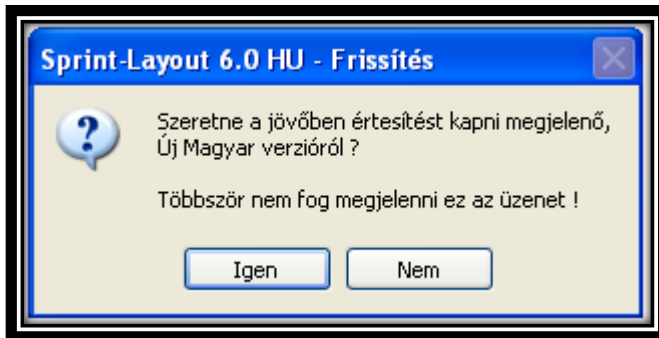 Sprint-Layout 6.0 HU - Frissítés
Szeretne a jövőben értesítést kapni megjelenő,
Új Magyar verzióról ?
Többször nem fog megjelenni ez az üzenet !
Igen
Nem